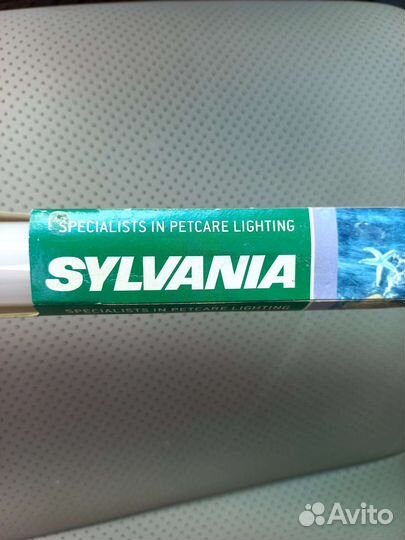 SPECIALISTS IN PETCARE LIGHTING
SYLVANIA
SPECIALISTS IN PETCARE LIGHTING
Avito